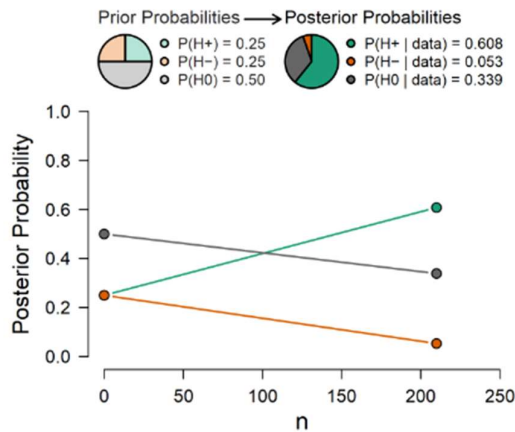 Prior Probabilities → Posterior Probabilities
P(H+) = 0.25 P(H+ | data) = 0.608
P(H−) = 0.25 P(H− | data) = 0.053
P(H0) = 0.50 P(H0 | data) = 0.339
1.0
0.8
0.6
0.4
0.2
0.0
Posterior Probability
0 50 100 150 200 250
n